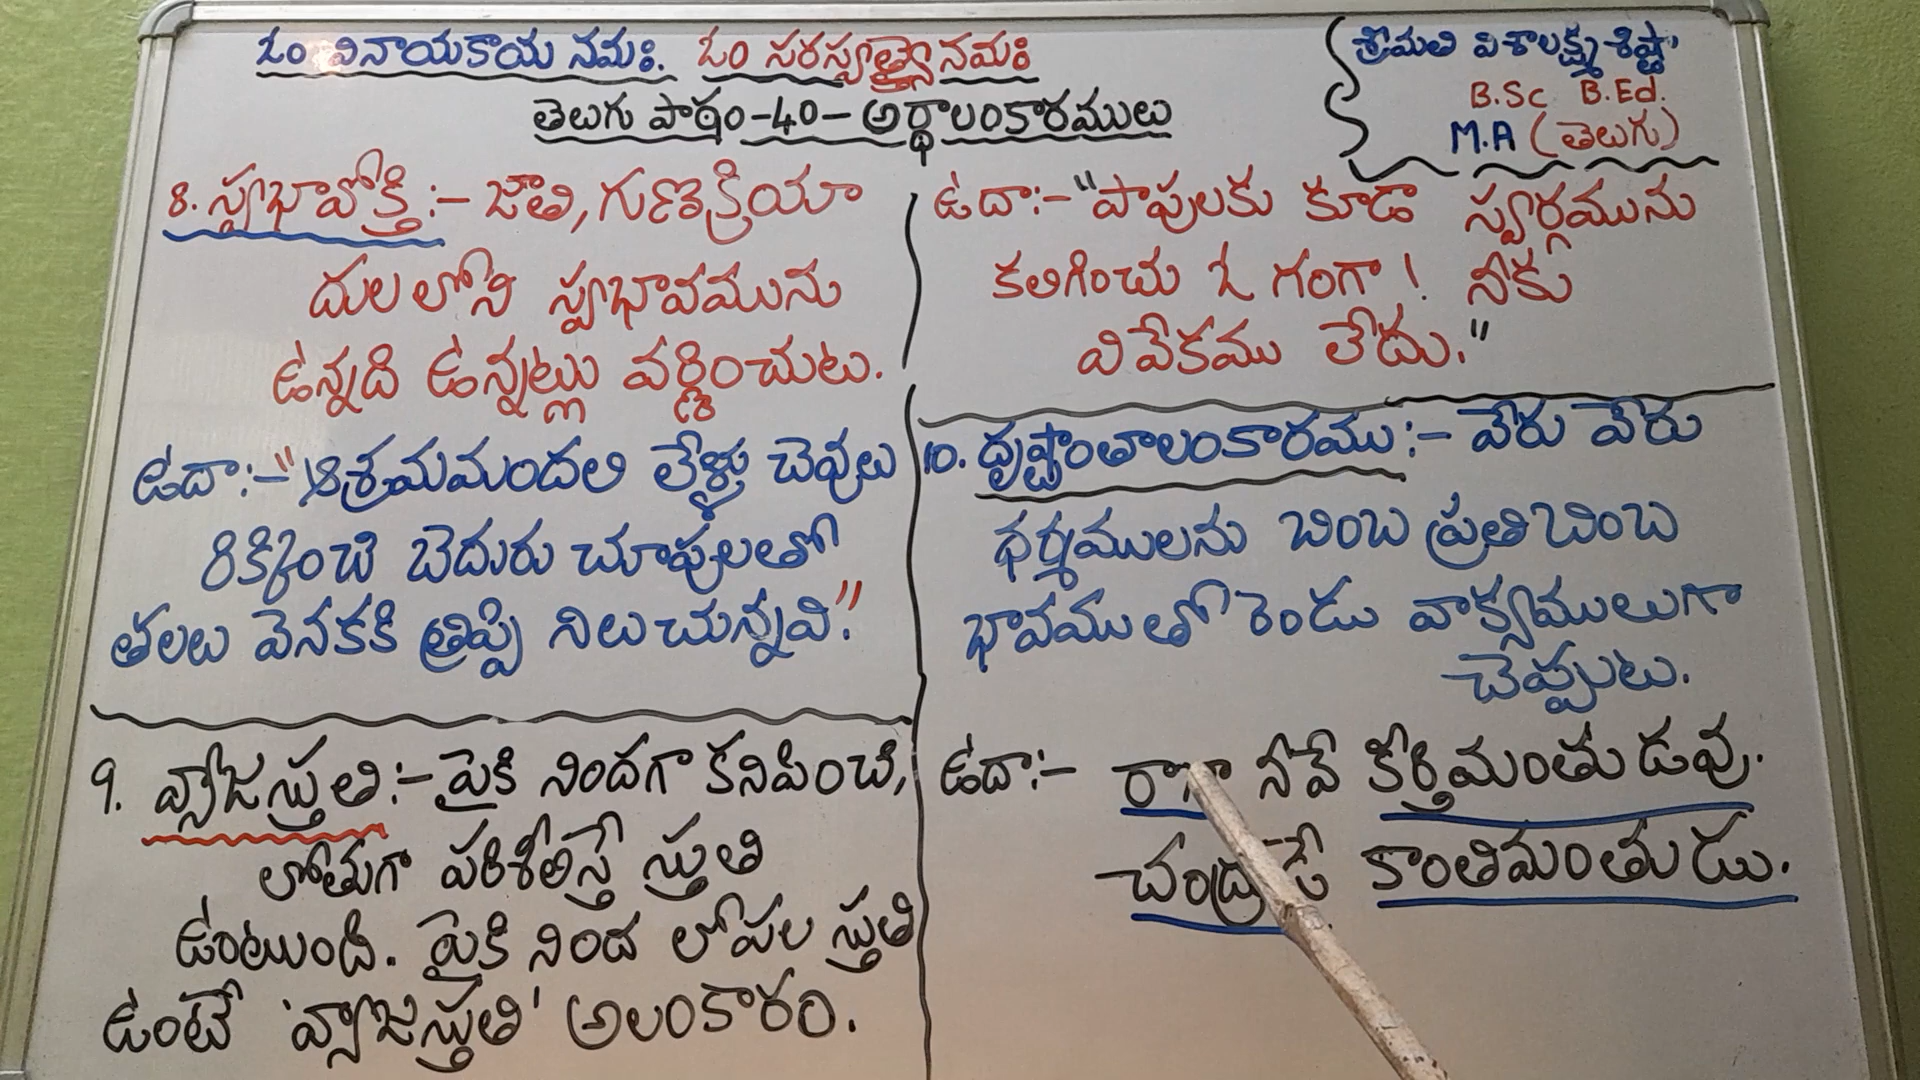 ఓం వినాయకాయ నమః. ఓం సరస్వత్యై నమః
తెలుగు పాఠం-40-అర్థాలంకారములు
శ్రీమతి విశాలక్ష్మి శిష్టా
B.Sc B.Ed.
M.A (తెలుగు)
8. స్వభావోక్తి :- జాతి, గుణక్రియా
దులలోని స్వభావమును
ఉన్నది ఉన్నట్లు వర్ణించుట.
ఉదా:- "ఆశ్రమమందలి లేళ్లు చెవులు
రిక్కించి బెదురు చూపులతో
తలలు వెనకకి త్రిప్పి నిలుచున్నవి."
9. వ్యాజస్తుతి :- పైకి నిందగా కనిపించి,
లోతుగా పరిశీలిస్తే స్తుతి
ఉంటుంది. పైకి నింద లోపల స్తుతి
ఉంటే 'వ్యాజస్తుతి' అలంకారం.
ఉదా:- "పాపులకు కూడా స్వర్గమును
కలిగించు ఓ గంగా! నీకు
వివేకము లేదు."
10. దృష్టాంతాలంకారము :- వేరు వేరు
ధర్మములను బింబ ప్రతిబింబ
భావముతో రెండు వాక్యములుగా
చెప్పుట.
ఉదా:- నీవే కీర్తిమంతుడవు.
కాంతిమంతుడు.